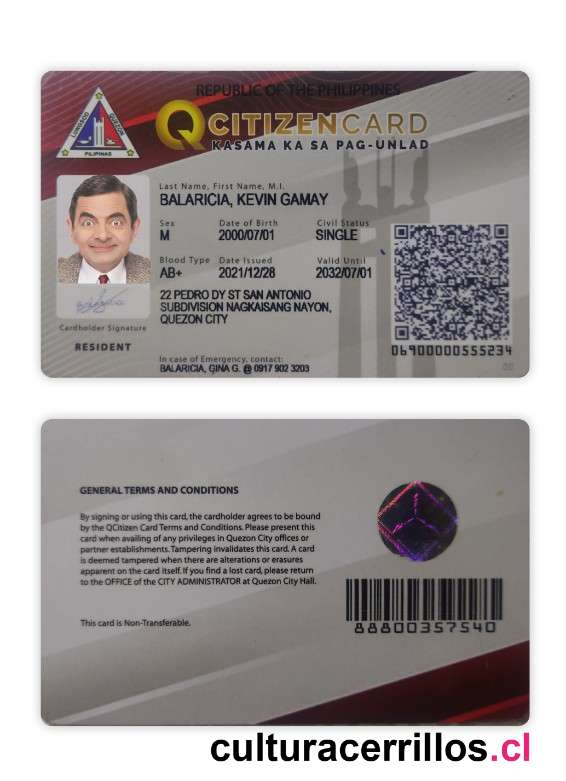 REPUBLIC OF THE PHILIPPINES
QCITIZENCARD
KASAMA KA SA PAG-UNLAD
LUNGSOD QUEZON
PILIPINAS
Last Name, First Name, M.I.
BALARICIA, KEVIN GAMAY
Sex Date of Birth Civil Status
M 2000/07/01 SINGLE
Blood Type Date Issued Valid Until
AB+ 2021/12/28 2032/07/01
22 PEDRO DY ST SAN ANTONIO
SUBDIVISION NAGKAISANG NAYON,
QUEZON CITY
Cardholder Signature
RESIDENT
In case of Emergency, contact:
BALARICIA, GINA G. @ 0917 902 3203
06900000555234
00
GENERAL TERMS AND CONDITIONS
By signing or using this card, the cardholder agrees to be bound
by the QCitizen Card Terms and Conditions. Please present this
card when availing of any privileges in Quezon City offices or
partner establishments. Tampering invalidates this card. A card
is deemed tampered when there are alterations or erasures
apparent on the card itself. If you find a lost card, please return
to the OFFICE of the CITY ADMINISTRATOR at Quezon City Hall.
This card is Non-Transferable.
88800357540
culturacerrillos.cl